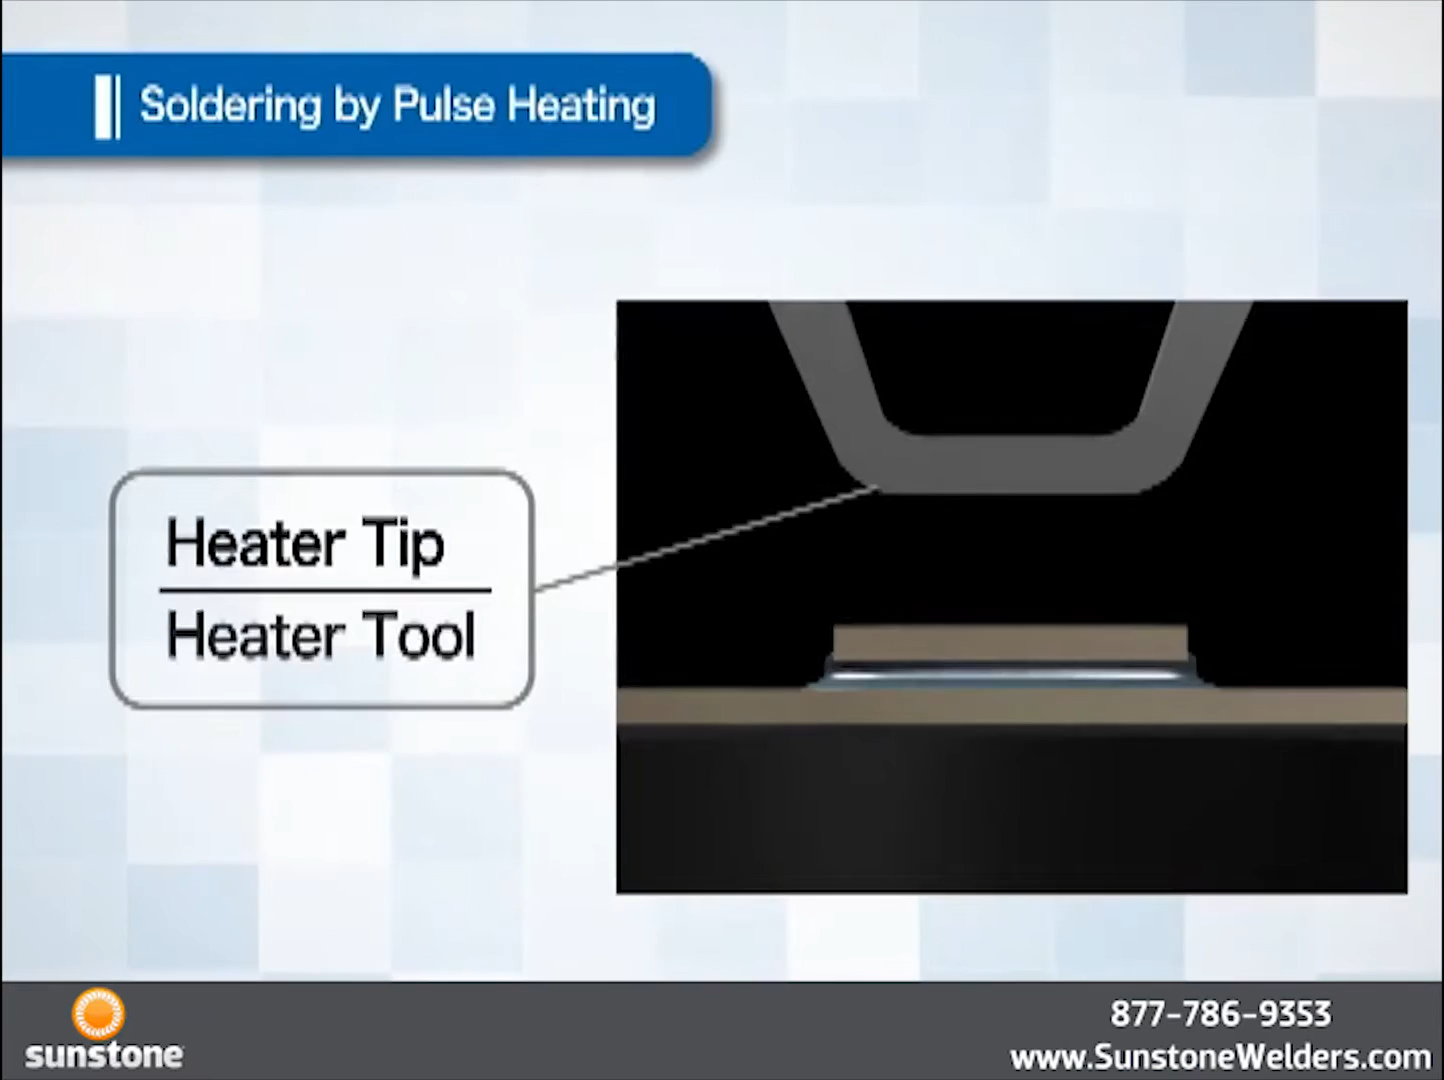 Soldering by Pulse Heating
Heater Tip
Heater Tool
sunstone
877-786-9353
www.SunstoneWelders.com